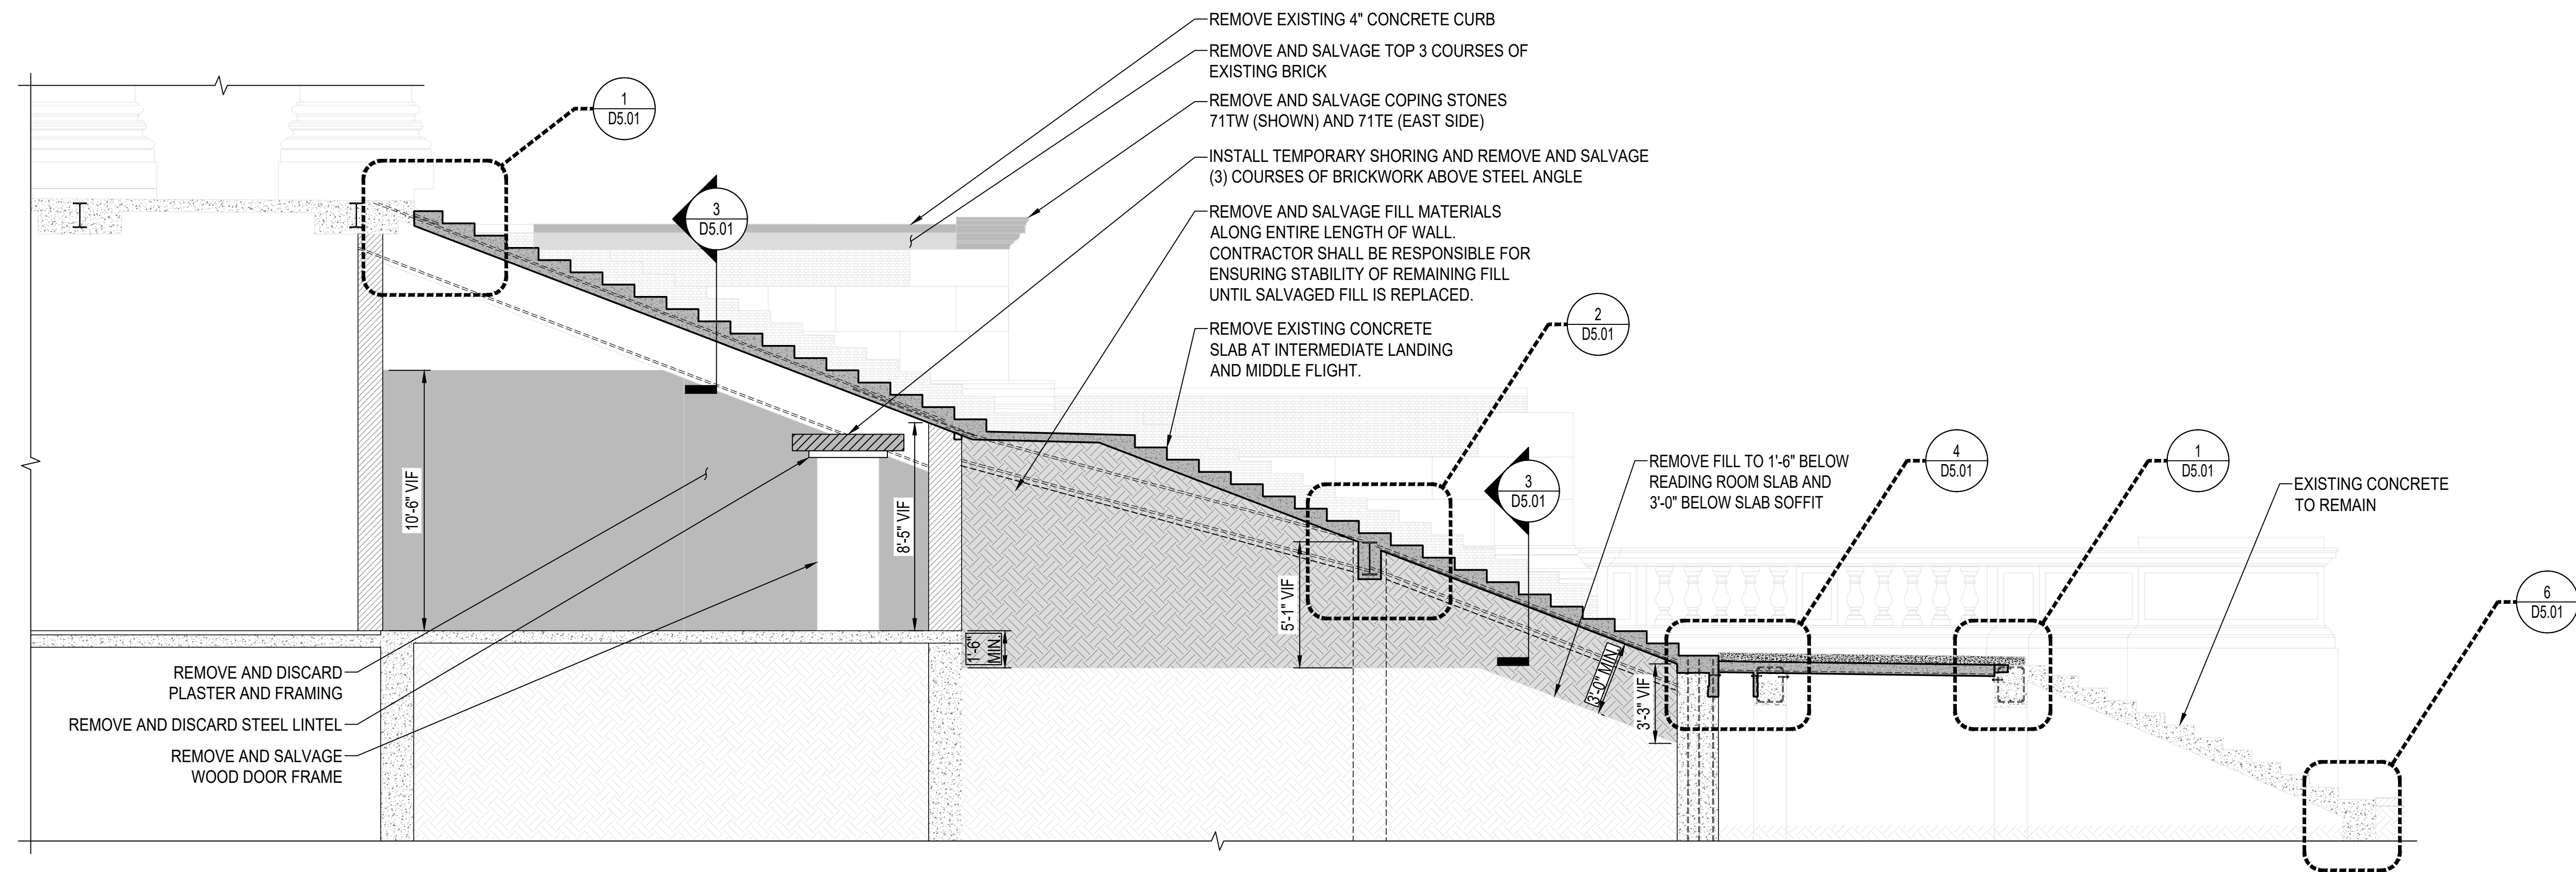 REMOVE EXISTING 4" CONCRETE CURB
REMOVE AND SALVAGE TOP 3 COURSES OF
EXISTING BRICK
REMOVE AND SALVAGE COPING STONES
71TW (SHOWN) AND 71TE (EAST SIDE)
INSTALL TEMPORARY SHORING AND REMOVE AND SALVAGE
(3) COURSES OF BRICKWORK ABOVE STEEL ANGLE
REMOVE AND SALVAGE FILL MATERIALS
ALONG ENTIRE LENGTH OF WALL.
CONTRACTOR SHALL BE RESPONSIBLE FOR
ENSURING STABILITY OF REMAINING FILL
UNTIL SALVAGED FILL IS REPLACED.
REMOVE EXISTING CONCRETE
SLAB AT INTERMEDIATE LANDING
AND MIDDLE FLIGHT.
1
D5.01
3
D5.01
2
D5.01
3
D5.01
REMOVE FILL TO 1'-6" BELOW
READING ROOM SLAB AND
3'-0" BELOW SLAB SOFFIT
4
D5.01
1
D5.01
EXISTING CONCRETE
TO REMAIN
6
D5.01
10'-6" VIF
8'-5" VIF
1'-6"
MIN.
5'-1" VIF
3'-0" MIN.
3'-3" VIF
REMOVE AND DISCARD
PLASTER AND FRAMING
REMOVE AND DISCARD STEEL LINTEL
REMOVE AND SALVAGE
WOOD DOOR FRAME